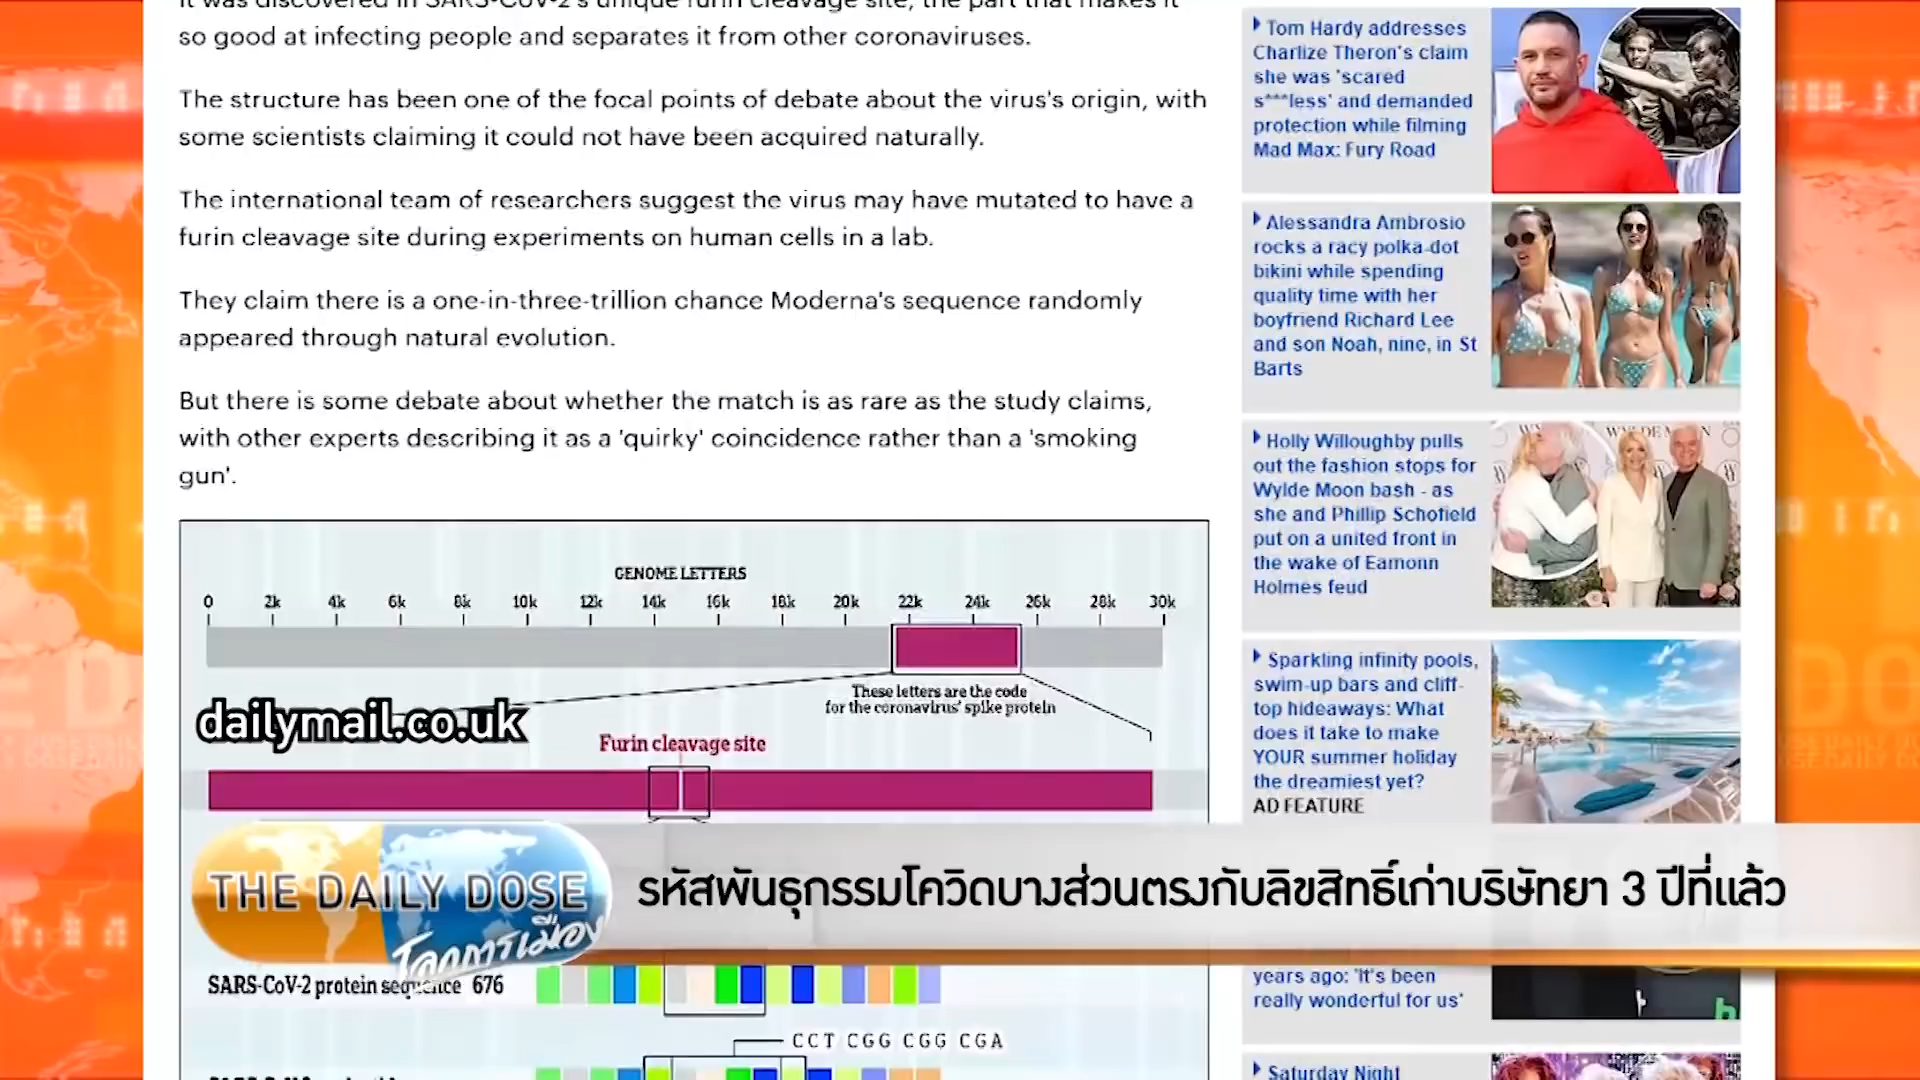 so good at infecting people and separates it from other coronaviruses.
The structure has been one of the focal points of debate about the virus's origin, with
some scientists claiming it could not have been acquired naturally.
The international team of researchers suggest the virus may have mutated to have a
furin cleavage site during experiments on human cells in a lab.
They claim there is a one-in-three-trillion chance Moderna's sequence randomly
appeared through natural evolution.
But there is some debate about whether the match is as rare as the study claims,
with other experts describing it as a 'quirky' coincidence rather than a 'smoking
gun'.
GENOME LETTERS
0 2k 4k 6k 8k 10k 12k 14k 16k 18k 20k 22k 24k 26k 28k 30k
These letters are the code
for the coronavirus' spike protein
dailymail.co.uk
Furin cleavage site
THE DAILY DOSE
โลกการเมือง
รหัสพันธุกรรมโควิดบางส่วนตรงกับลิขสิทธิ์เก่าบริษัทยา 3 ปีที่แล้ว
SARS-CoV-2 protein sequence 676
CCT CGG CGG CGA
Tom Hardy addresses
Charlize Theron's claim
she was 'scared
s***less' and demanded
protection while filming
Mad Max: Fury Road
Alessandra Ambrosio
rocks a racy polka-dot
bikini while spending
quality time with her
boyfriend Richard Lee
and son Noah, nine, in St
Barts
Holly Willoughby pulls
out the fashion stops for
Wylde Moon bash - as
she and Phillip Schofield
put on a united front in
the wake of Eamonn
Holmes feud
Sparkling infinity pools,
swim-up bars and cliff-
top hideaways: What
does it take to make
YOUR summer holiday
the dreamiest yet?
AD FEATURE
years ago: 'It's been
really wonderful for us'
Saturday Night